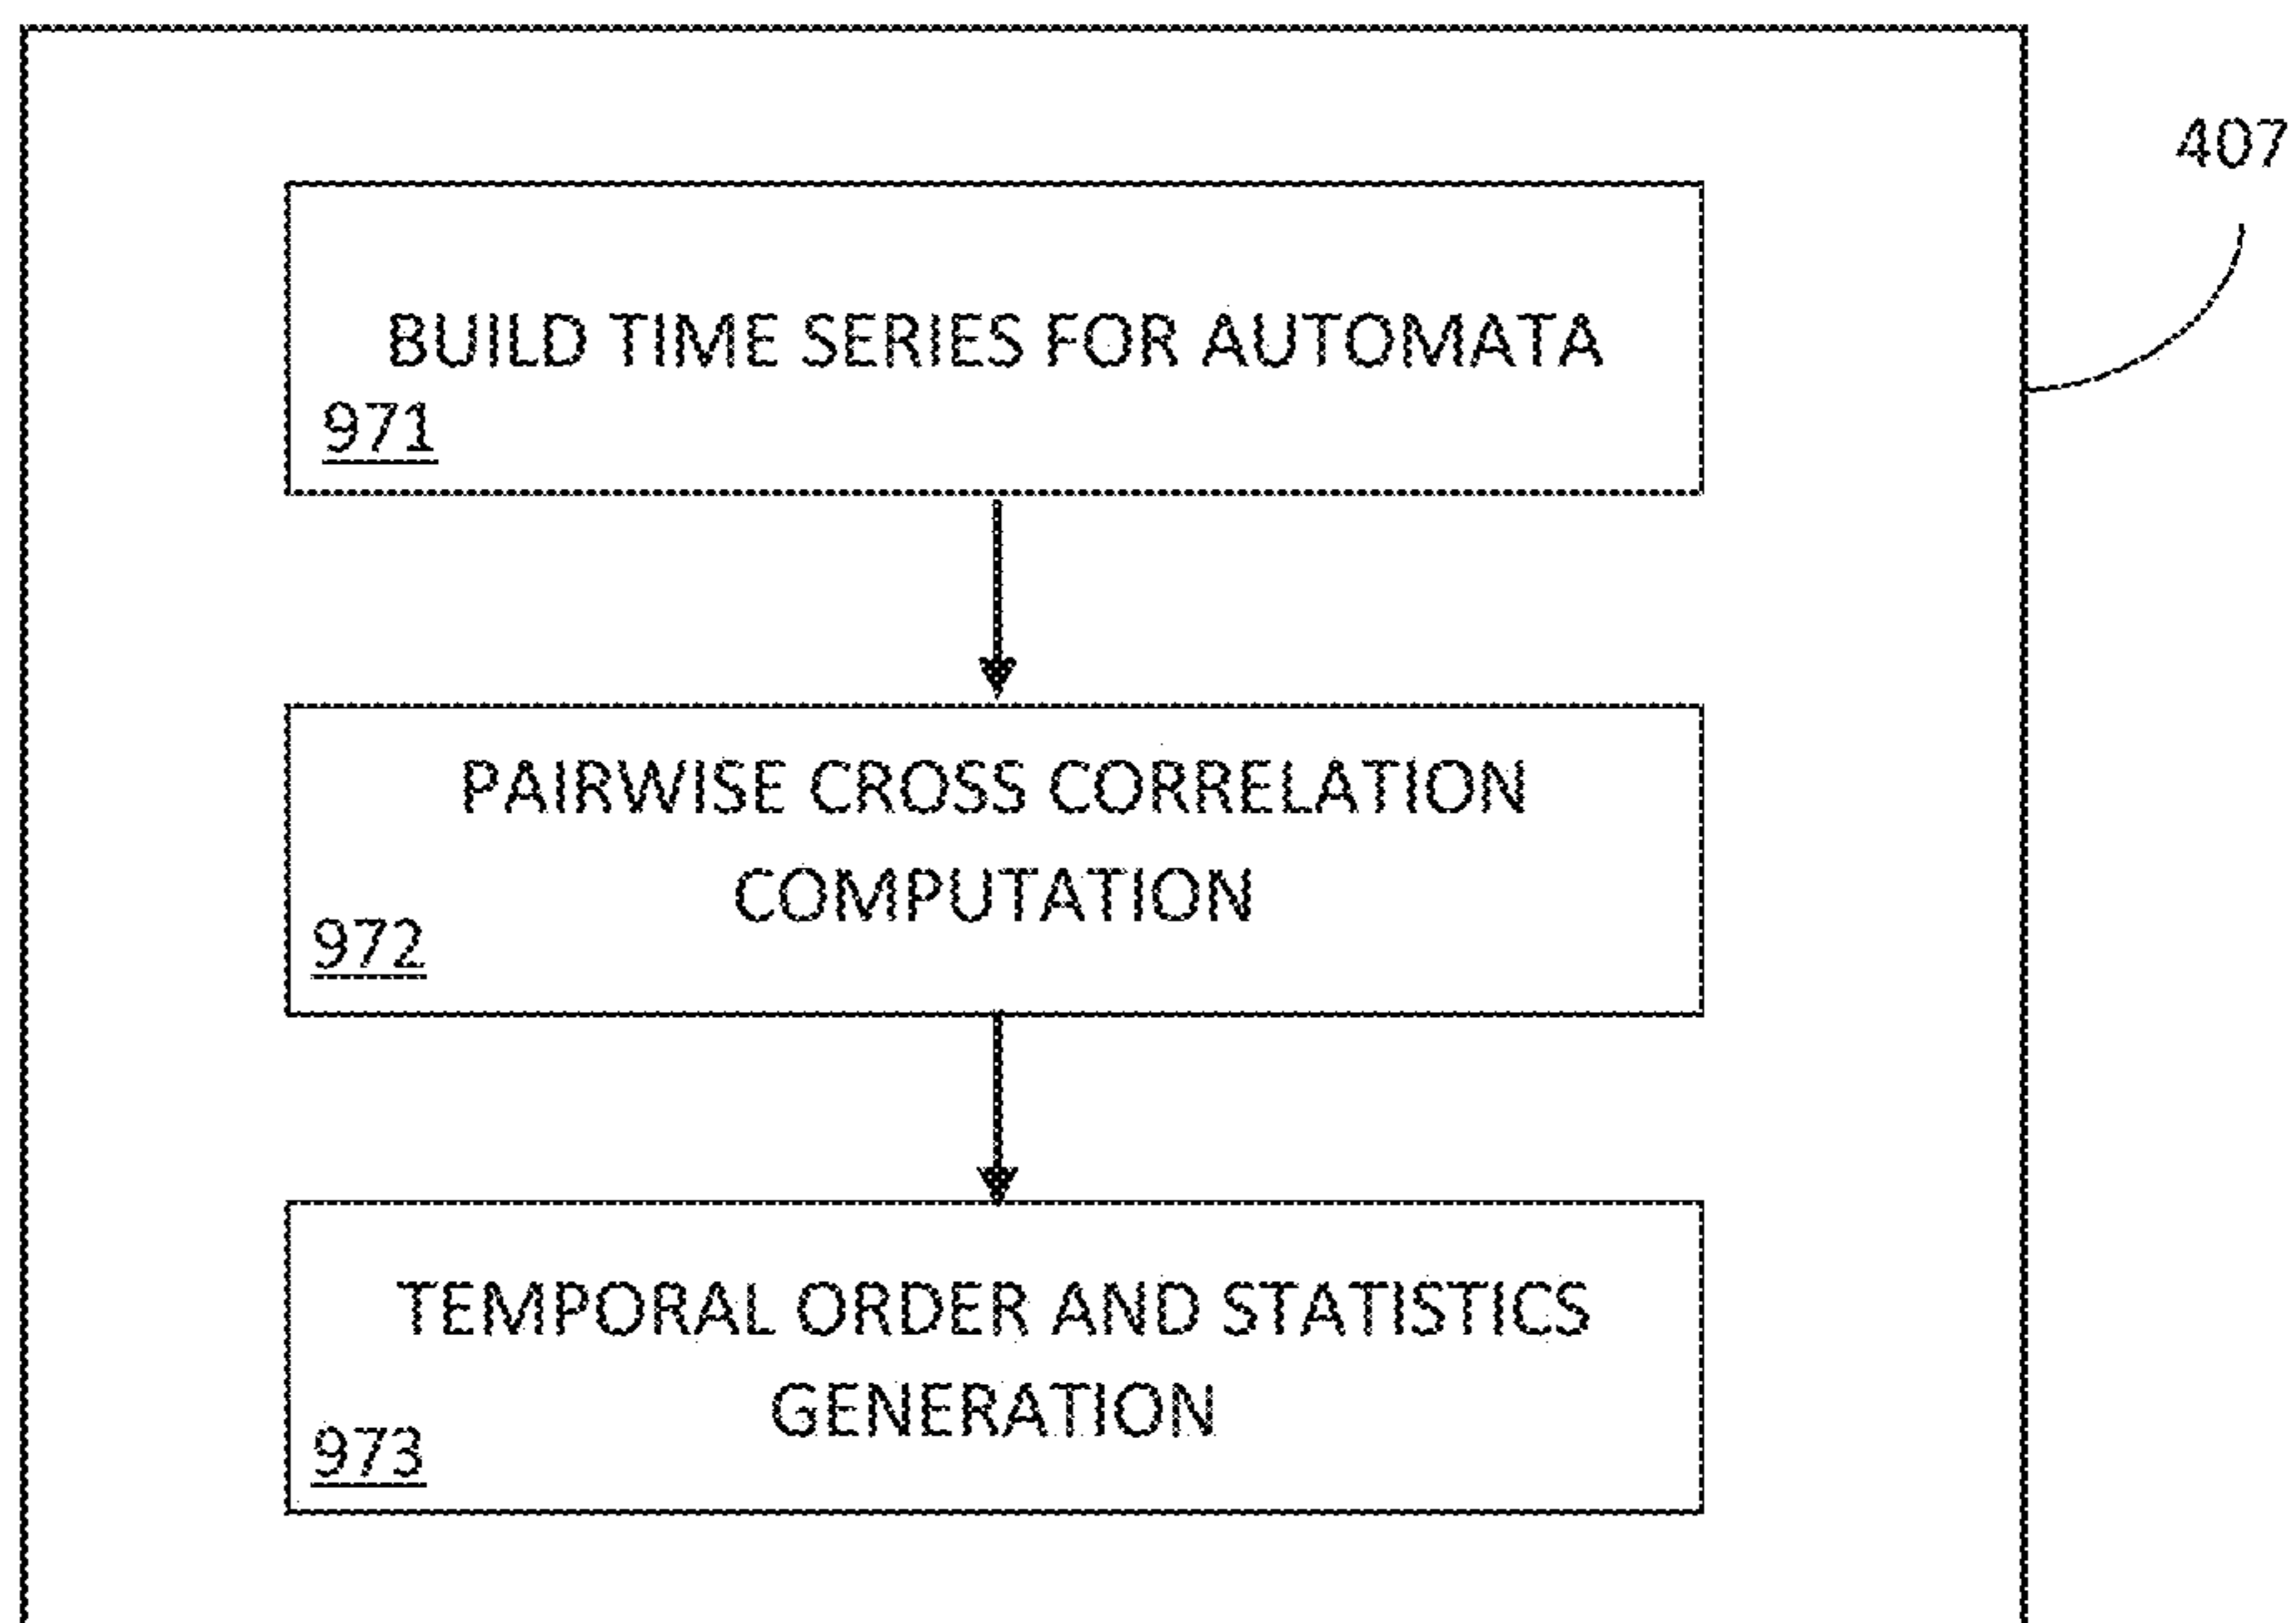 407
BUILD TIME SERIES FOR AUTOMATA
971
PAIRWISE CROSS CORRELATION
COMPUTATION
972
TEMPORAL ORDER AND STATISTICS
GENERATION
973